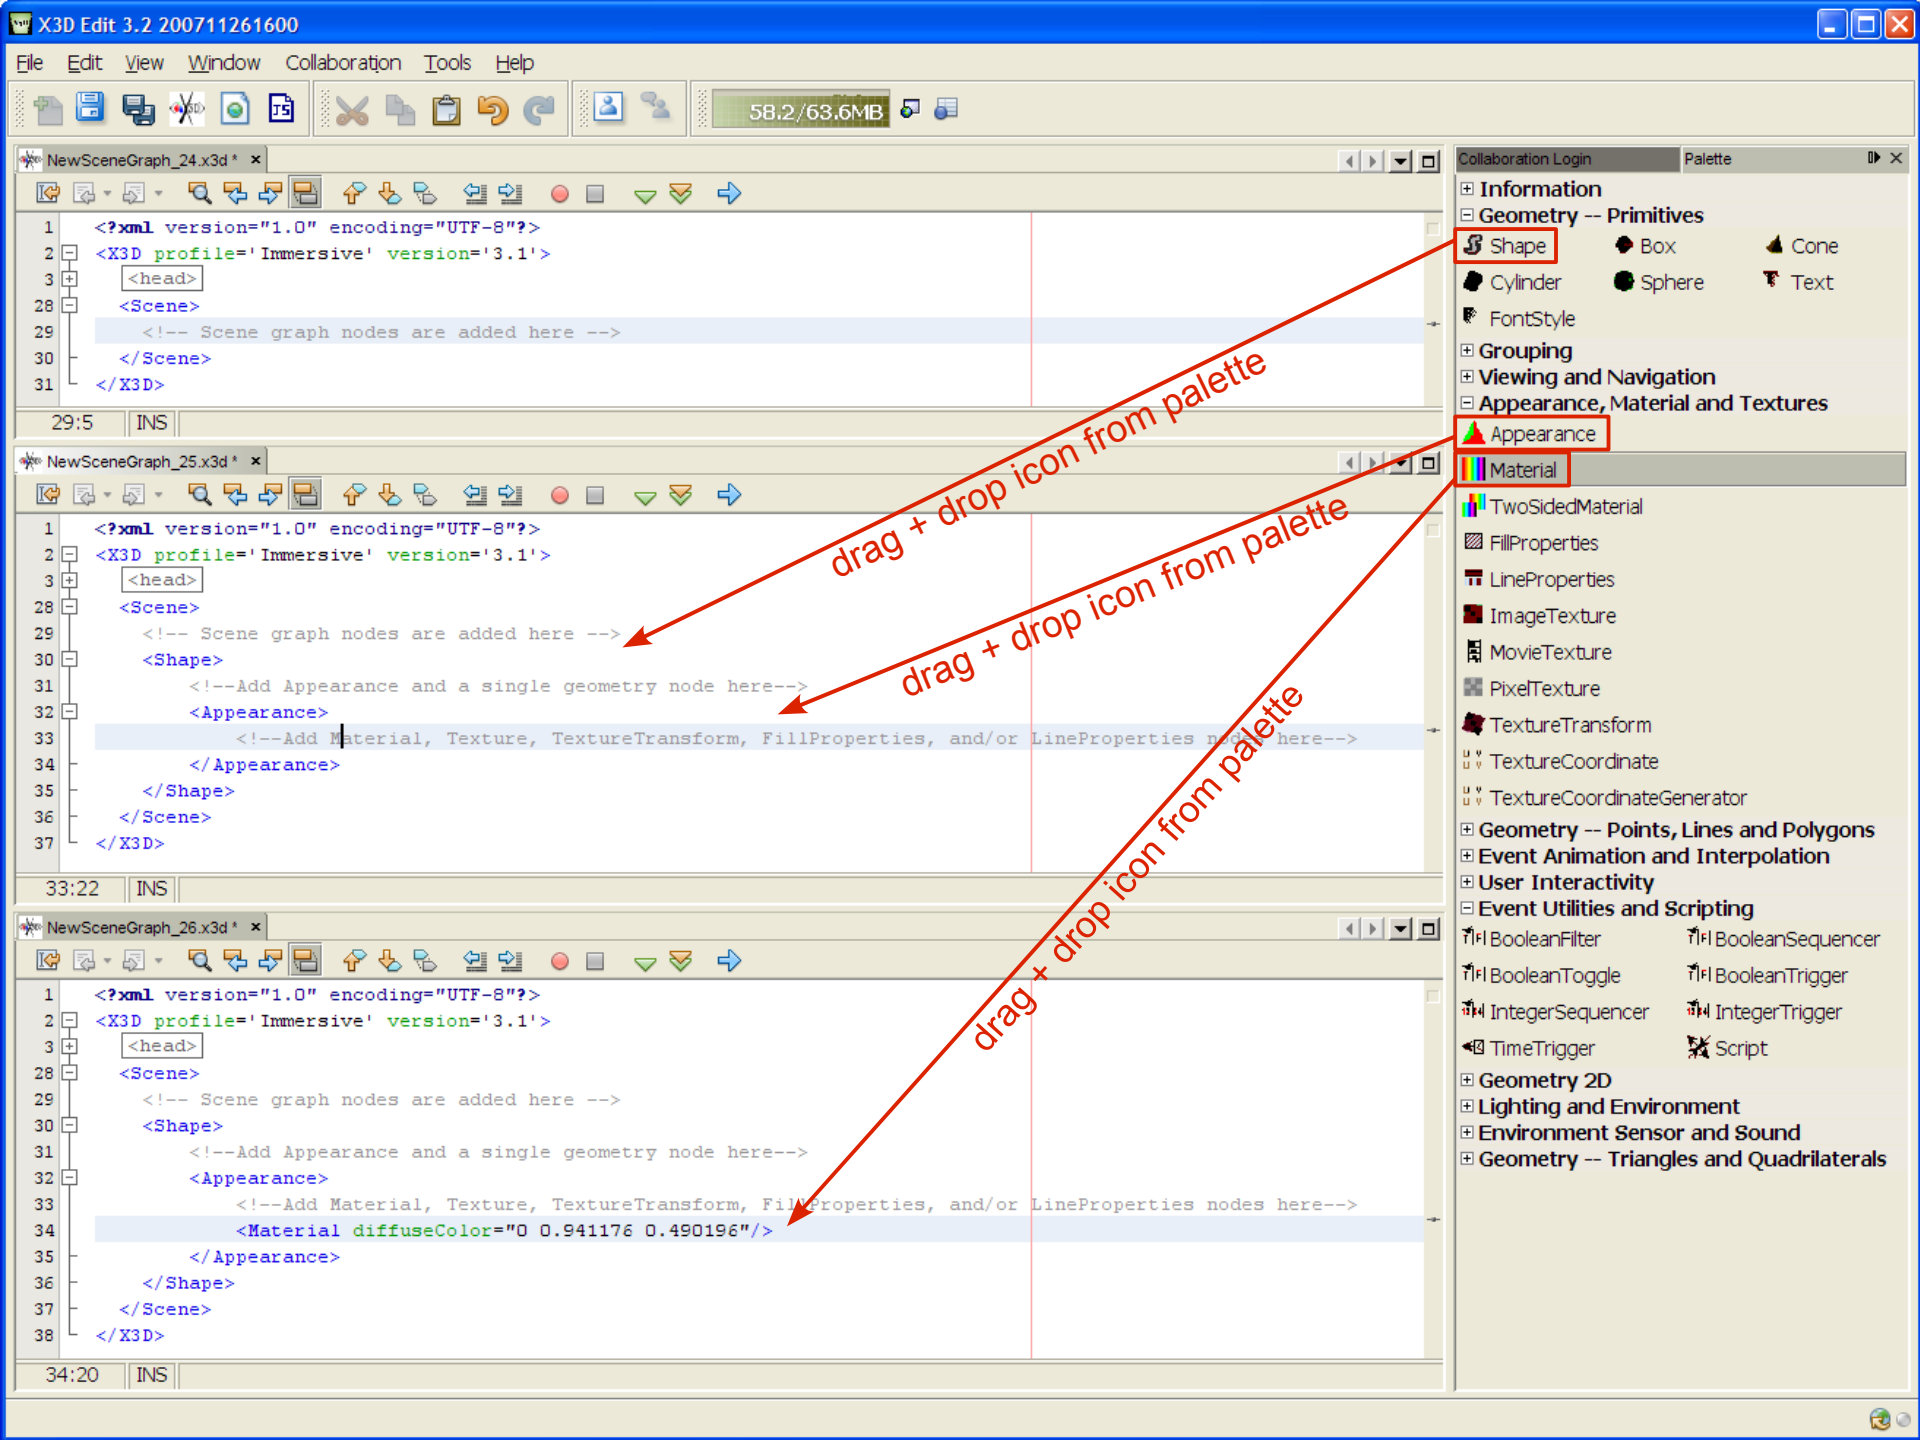 X3D Edit 3.2 200711261600
File Edit View Window Collaboration Tools Help
58.2/63.6MB
NewSceneGraph_24.x3d *
1 <?xml version="1.0" encoding="UTF-8"?>
2 <X3D profile='Immersive' version='3.1'>
3 <head>
28 <Scene>
29 <!-- Scene graph nodes are added here -->
30 </Scene>
31 </X3D>
29:5 INS
NewSceneGraph_25.x3d *
1 <?xml version="1.0" encoding="UTF-8"?>
2 <X3D profile='Immersive' version='3.1'>
3 <head>
28 <Scene>
29 <!-- Scene graph nodes are added here -->
30 <Shape>
31 <!--Add Appearance and a single geometry node here-->
32 <Appearance>
33 <!--Add Material, Texture, TextureTransform, FillProperties, and/or LineProperties nodes here-->
34 </Appearance>
35 </Shape>
36 </Scene>
37 </X3D>
33:22 INS
NewSceneGraph_26.x3d *
1 <?xml version="1.0" encoding="UTF-8"?>
2 <X3D profile='Immersive' version='3.1'>
3 <head>
28 <Scene>
29 <!-- Scene graph nodes are added here -->
30 <Shape>
31 <!--Add Appearance and a single geometry node here-->
32 <Appearance>
33 <!--Add Material, Texture, TextureTransform, FillProperties, and/or LineProperties nodes here-->
34 <Material diffuseColor="0 0.941176 0.490196"/>
35 </Appearance>
36 </Shape>
37 </Scene>
38 </X3D>
34:20 INS
drag + drop icon from palette
drag + drop icon from palette
drag + drop icon from palette
Collaboration Login Palette
Information
Geometry -- Primitives
Shape Box Cone
Cylinder Sphere Text
FontStyle
Grouping
Viewing and Navigation
Appearance, Material and Textures
Appearance
Material
TwoSidedMaterial
FillProperties
LineProperties
ImageTexture
MovieTexture
PixelTexture
TextureTransform
TextureCoordinate
TextureCoordinateGenerator
Geometry -- Points, Lines and Polygons
Event Animation and Interpolation
User Interactivity
Event Utilities and Scripting
BooleanFilter BooleanSequencer
BooleanToggle BooleanTrigger
IntegerSequencer IntegerTrigger
TimeTrigger Script
Geometry 2D
Lighting and Environment
Environment Sensor and Sound
Geometry -- Triangles and Quadrilaterals